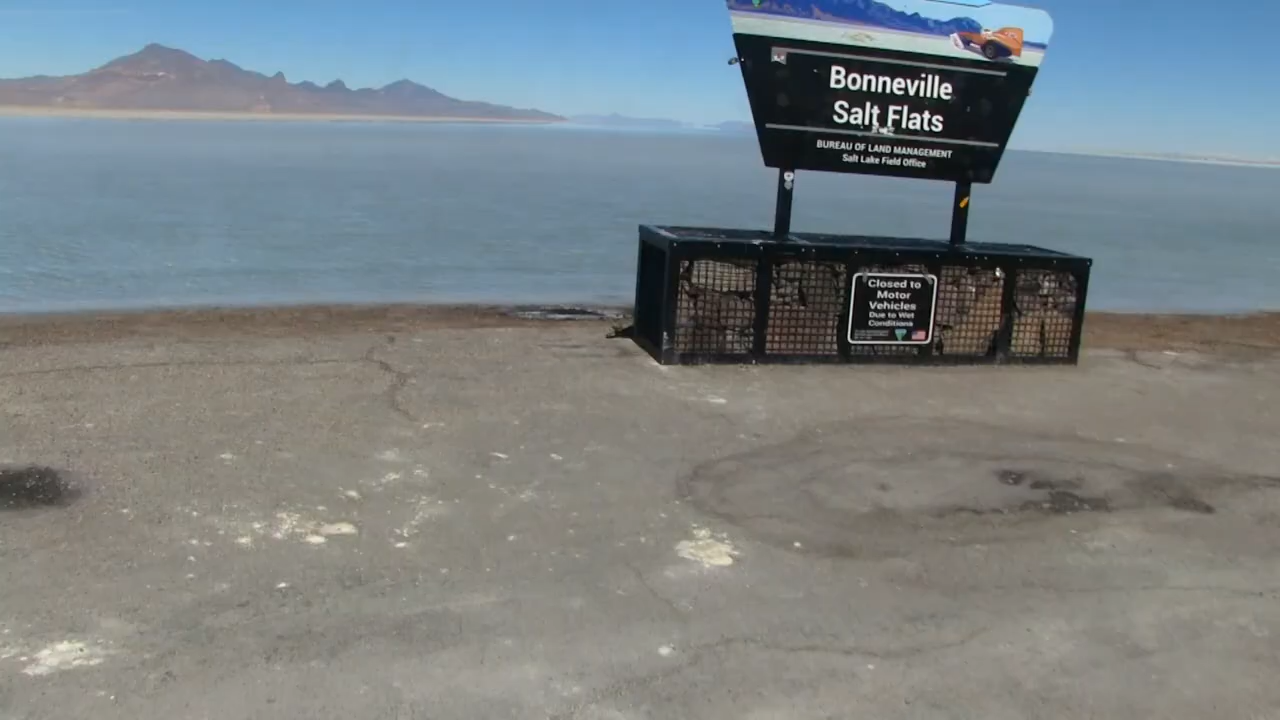 Bonneville
Salt Flats
BUREAU OF LAND MANAGEMENT
Salt Lake Field Office
Closed to
Motor
Vehicles
Due to Wet
Conditions